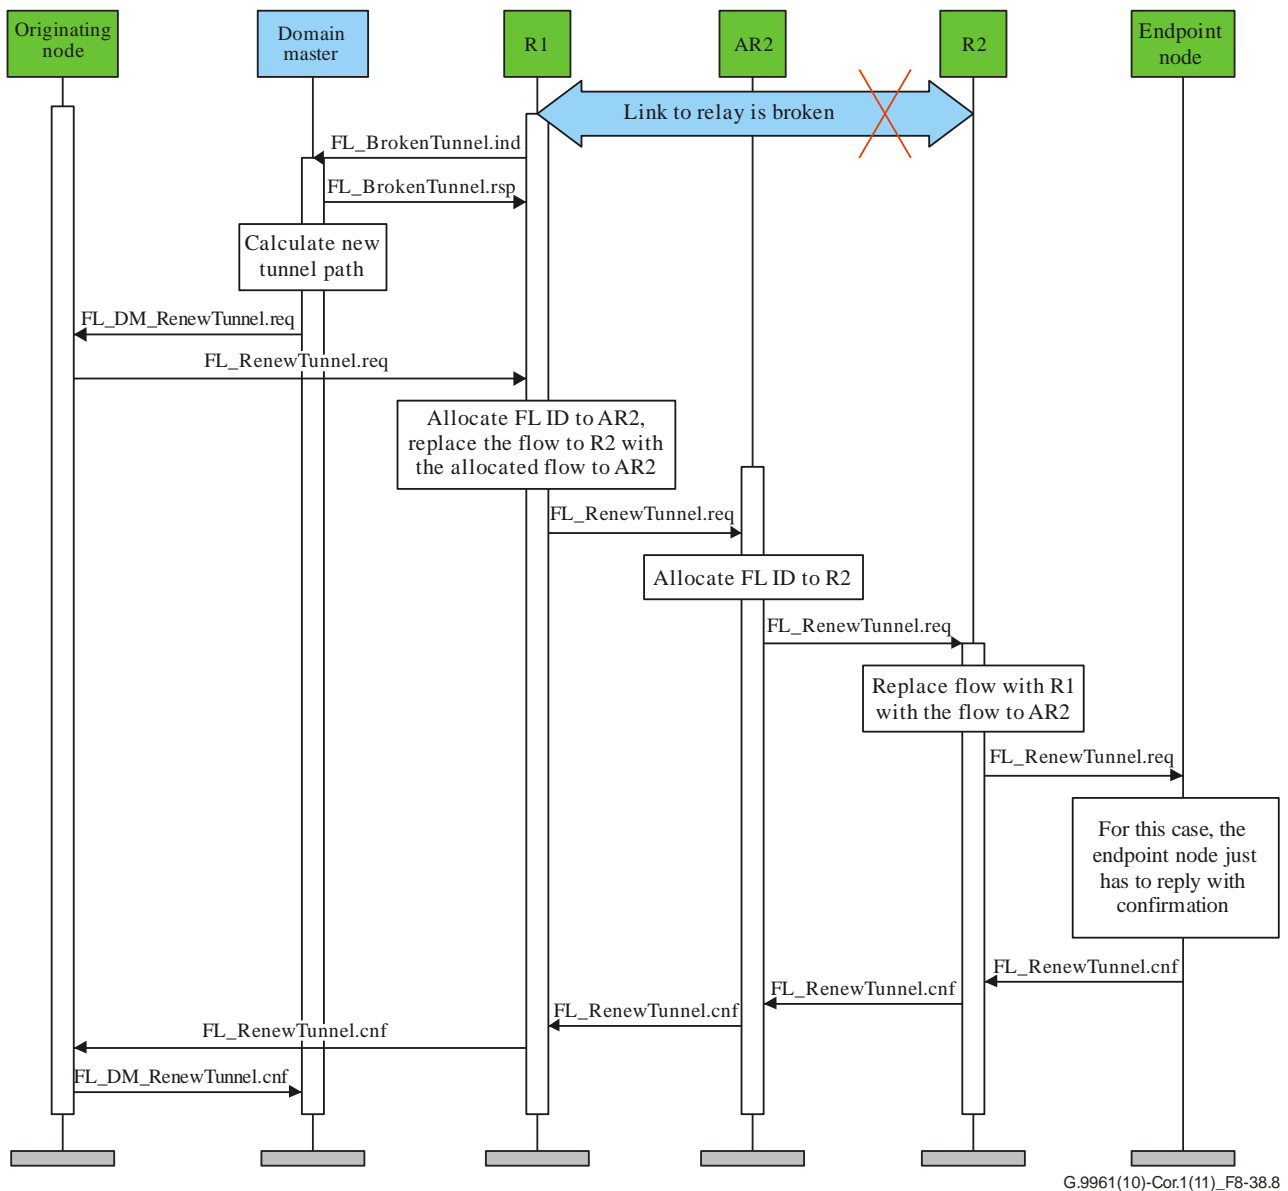 Originating
node
Domain
master
R1
AR2
R2
Endpoint
node
Link to relay is broken
FL_BrokenTunnel.ind
FL_BrokenTunnel.rsp
Calculate new
tunnel path
FL_DM_RenewTunnel.req
FL_RenewTunnel.req
Allocate FL ID to AR2,
replace the flow to R2 with
the allocated flow to AR2
FL_RenewTunnel.req
Allocate FL ID to R2
FL_RenewTunnel.req
Replace flow with R1
with the flow to AR2
FL_RenewTunnel.req
For this case, the
endpoint node just
has to reply with
confirmation
FL_RenewTunnel.cnf
FL_RenewTunnel.cnf
FL_RenewTunnel.cnf
FL_RenewTunnel.cnf
FL_DM_RenewTunnel.cnf
G.9961(10)-Cor.1(11)_F8-38.8